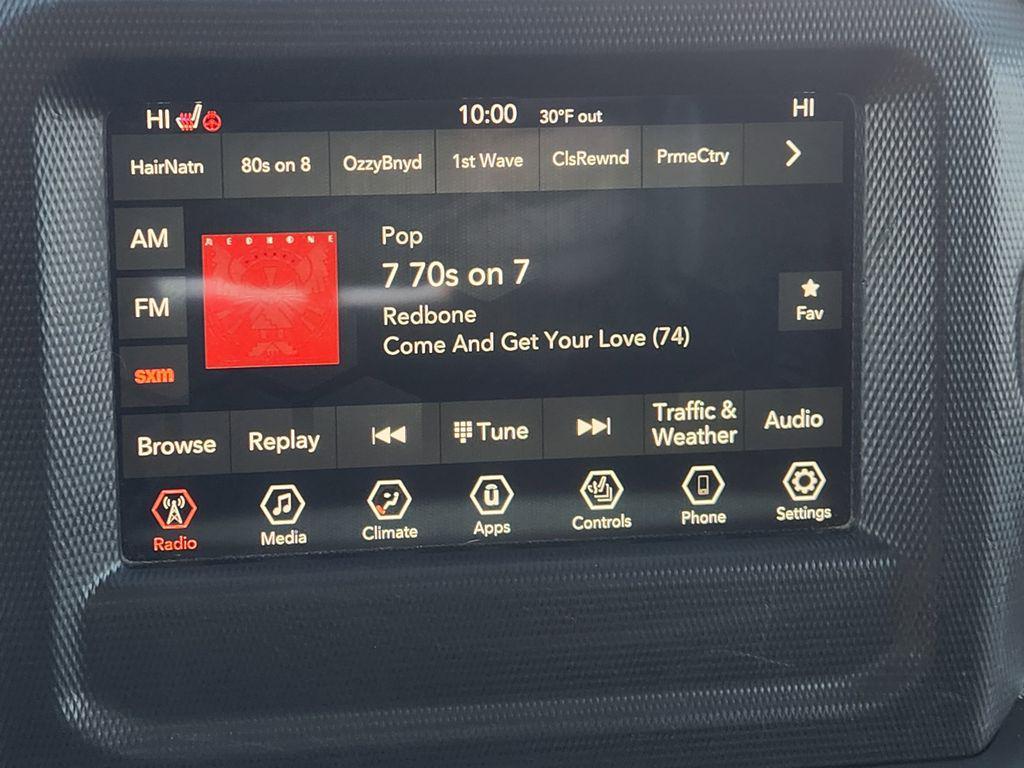 HI 10:00 30°F out HI
HairNatn 80s on 8 OzzyBnyd 1st Wave ClsRewnd PrmeCtry
AM
FM
sxm
REDBONE
Pop
7 70s on 7
Redbone
Come And Get Your Love (74)
Fav
Browse Replay Tune Traffic & Weather Audio
Radio Media Climate Apps Controls Phone Settings